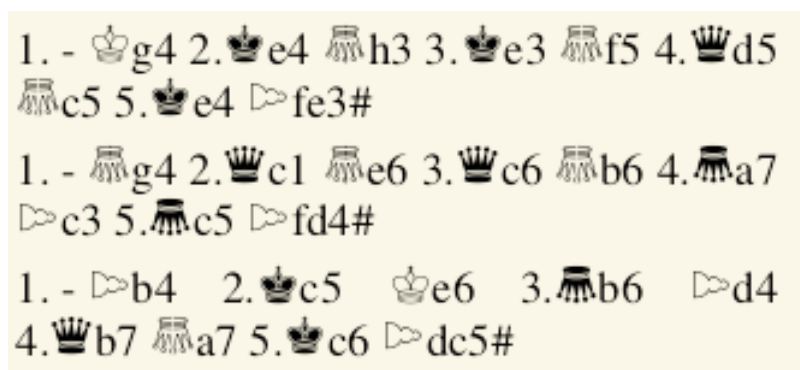 1. - ♔g4 2.♚e4 🨟h3 3.♚e3 🨟f5 4.♛d5
🨟c5 5.♚e4 🨎fe3#
1. - 🨟g4 2.♛c1 🨟e6 3.♛c6 🨟b6 4.🨥a7
🨎c3 5.🨥c5 🨎fd4#
1. - 🨎b4 2.♚c5 ♔e6 3.🨥b6 🨎d4
4.♛b7 🨟a7 5.♚c6 🨎dc5#